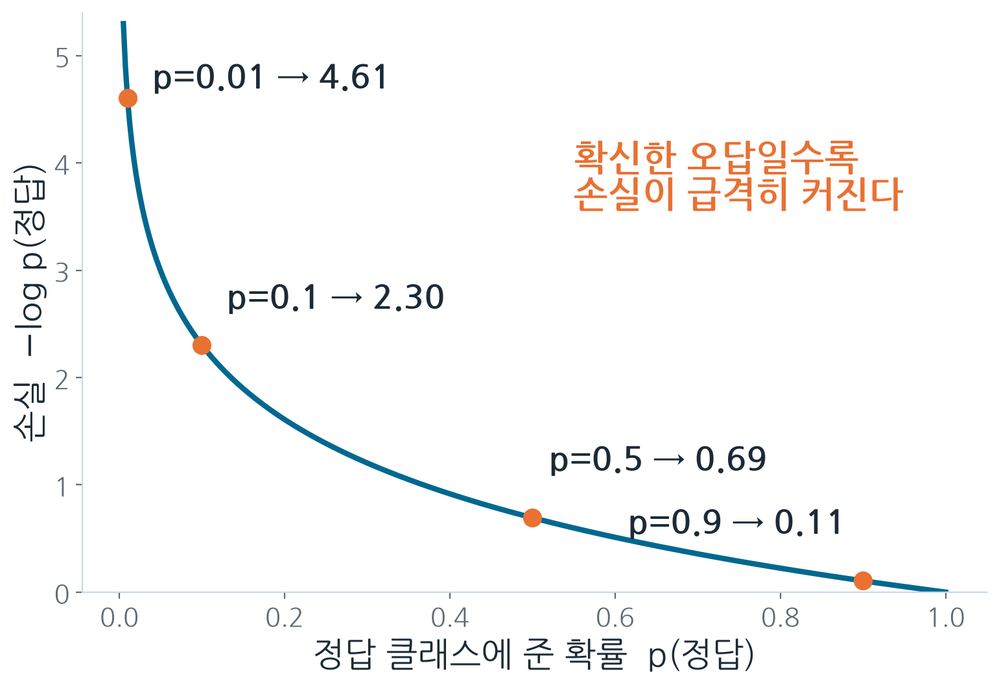 5
4
3
2
1
0
손실 −log p(정답)
p=0.01 → 4.61
확신한 오답일수록
손실이 급격히 커진다
p=0.1 → 2.30
p=0.5 → 0.69
p=0.9 → 0.11
0.0 0.2 0.4 0.6 0.8 1.0
정답 클래스에 준 확률 p(정답)